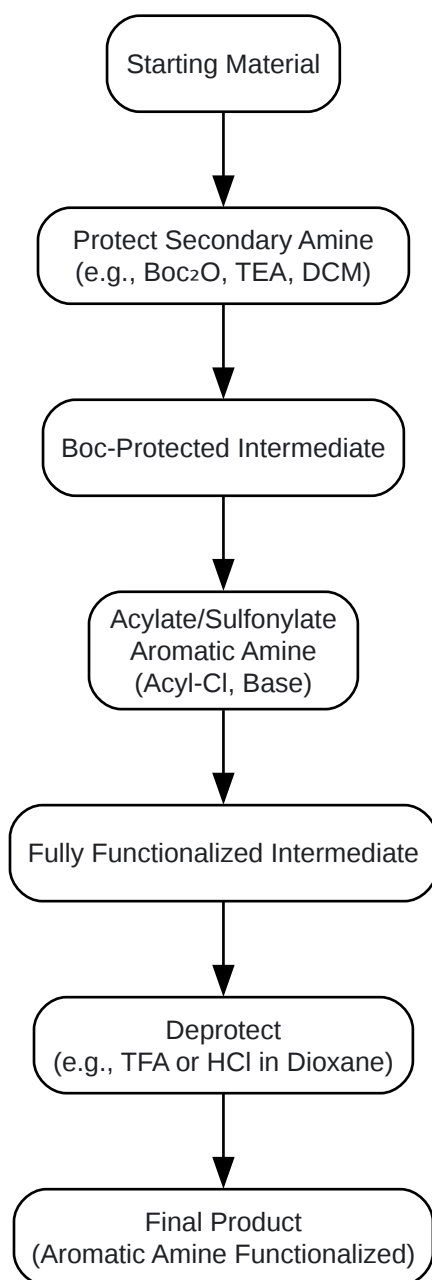 Starting Material
Protect Secondary Amine
(e.g., Boc₂O, TEA, DCM)
Boc-Protected Intermediate
Acylate/Sulfonylate
Aromatic Amine
(Acyl-Cl, Base)
Fully Functionalized Intermediate
Deprotect
(e.g., TFA or HCl in Dioxane)
Final Product
(Aromatic Amine Functionalized)